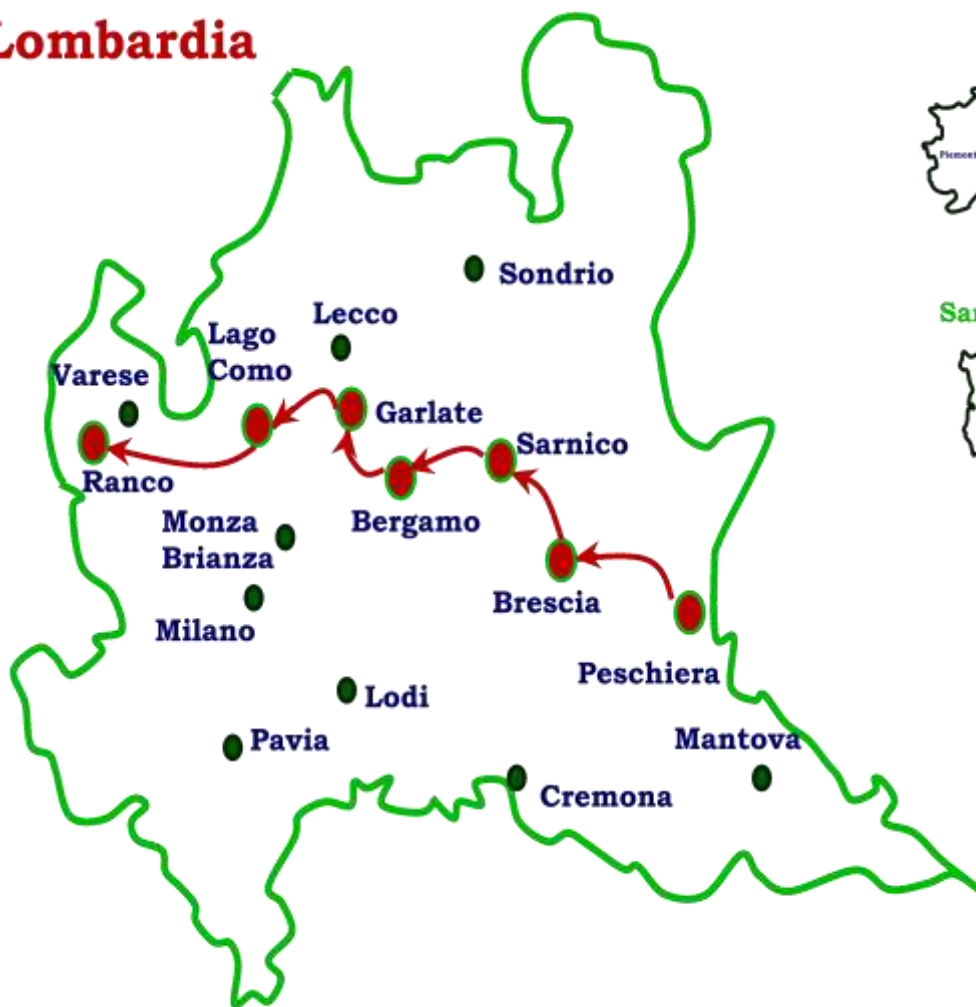 Lombardia
Sondrio
Lecco
Lago
Como
Varese
Garlate
Sarnico
Ranco
Bergamo
Monza
Brianza
Brescia
Milano
Peschiera
Lodi
Pavia
Mantova
Cremona